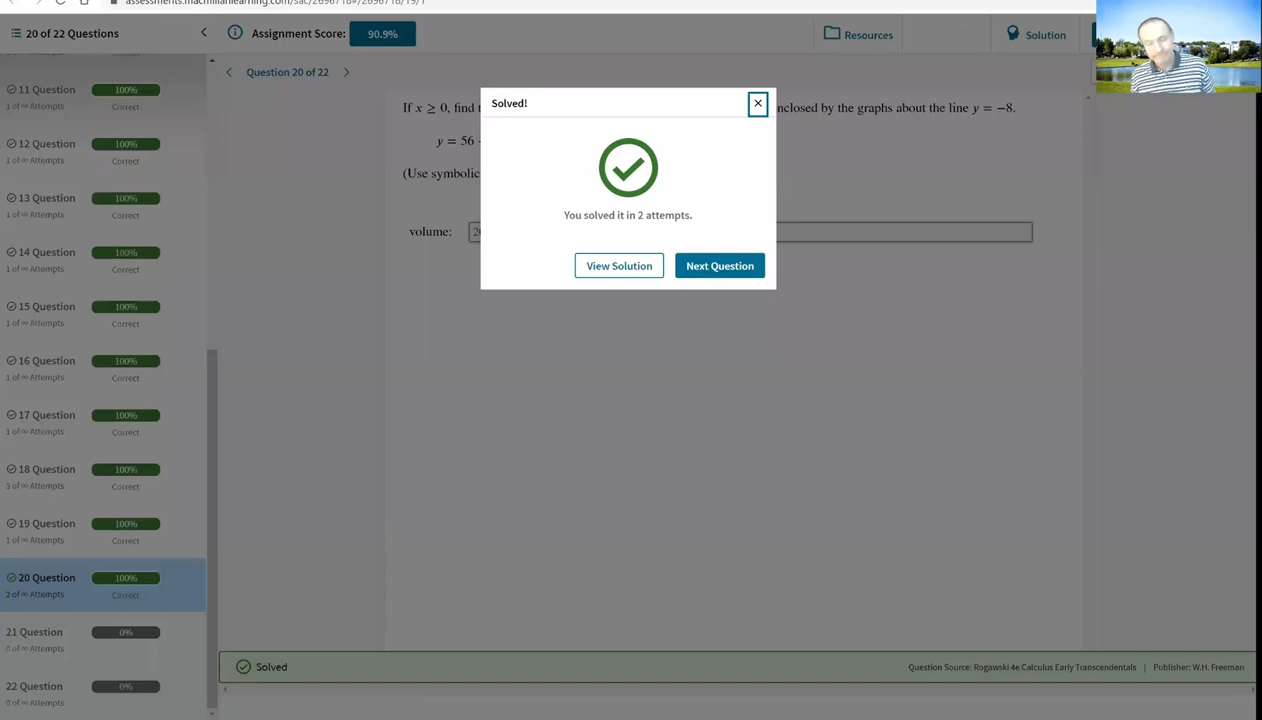 assessments.macmillanlearning.com/sac/2696718#/2696718/19/1
20 of 22 Questions
Assignment Score: 90.9%
Resources
Solution
Question 20 of 22
11 Question 100%
1 of ∞ Attempts Correct
12 Question 100%
1 of ∞ Attempts Correct
13 Question 100%
1 of ∞ Attempts Correct
14 Question 100%
1 of ∞ Attempts Correct
15 Question 100%
1 of ∞ Attempts Correct
16 Question 100%
1 of ∞ Attempts Correct
17 Question 100%
1 of ∞ Attempts Correct
18 Question 100%
3 of ∞ Attempts Correct
19 Question 100%
1 of ∞ Attempts Correct
20 Question 100%
2 of ∞ Attempts Correct
21 Question 0%
0 of ∞ Attempts
22 Question 0%
0 of ∞ Attempts
If x ≥ 0, find
nclosed by the graphs about the line y = −8.
y = 56
(Use symbolic
volume:
Solved!
You solved it in 2 attempts.
View Solution
Next Question
Solved
Question Source: Rogawski 4e Calculus Early Transcendentals | Publisher: W.H. Freeman